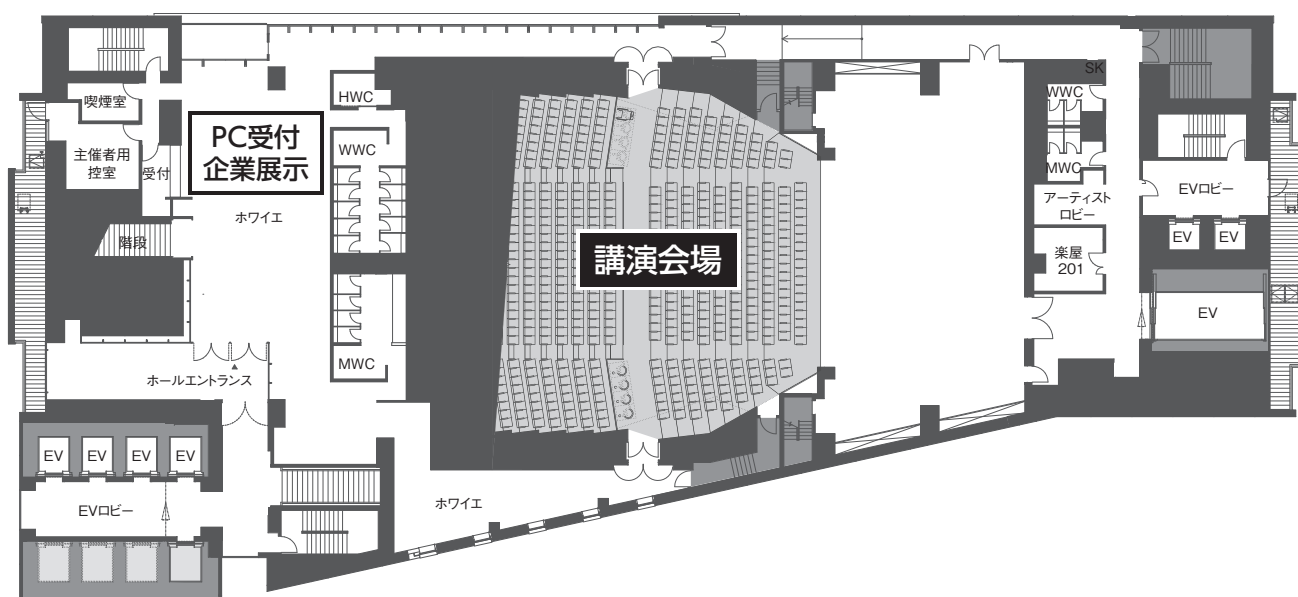 SK
HWC
WWC
喫煙室
PC受付
企業展示
WWC
主催者用
控室
受付
MWC
アーティスト
ロビー
EVロビー
ホワイエ
階段
講演会場
EV
EV
楽屋
201
EV
MWC
ホールエントランス
EV
EV
EV
EV
EVロビー
ホワイエ